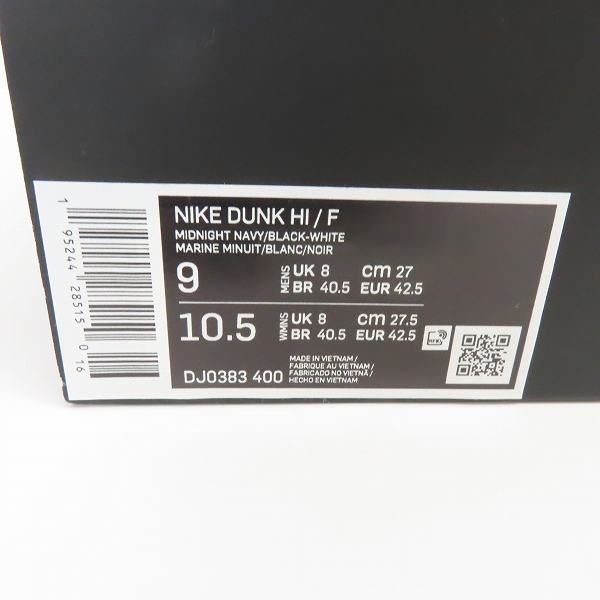 NIKE DUNK HI / F
MIDNIGHT NAVY/BLACK-WHITE
MARINE MINUIT/BLANC/NOIR
9 MENS UK 8 cm 27
BR 40.5 EUR 42.5
10.5 WMNS UK 8 cm 27.5
BR 40.5 EUR 42.5
DJ0383 400
MADE IN VIETNAM /
FABRIQUE AU VIETNAM /
FABRICADO NO VIETNÃ /
HECHO EN VIETNAM
RFID
1 95244 28515 016